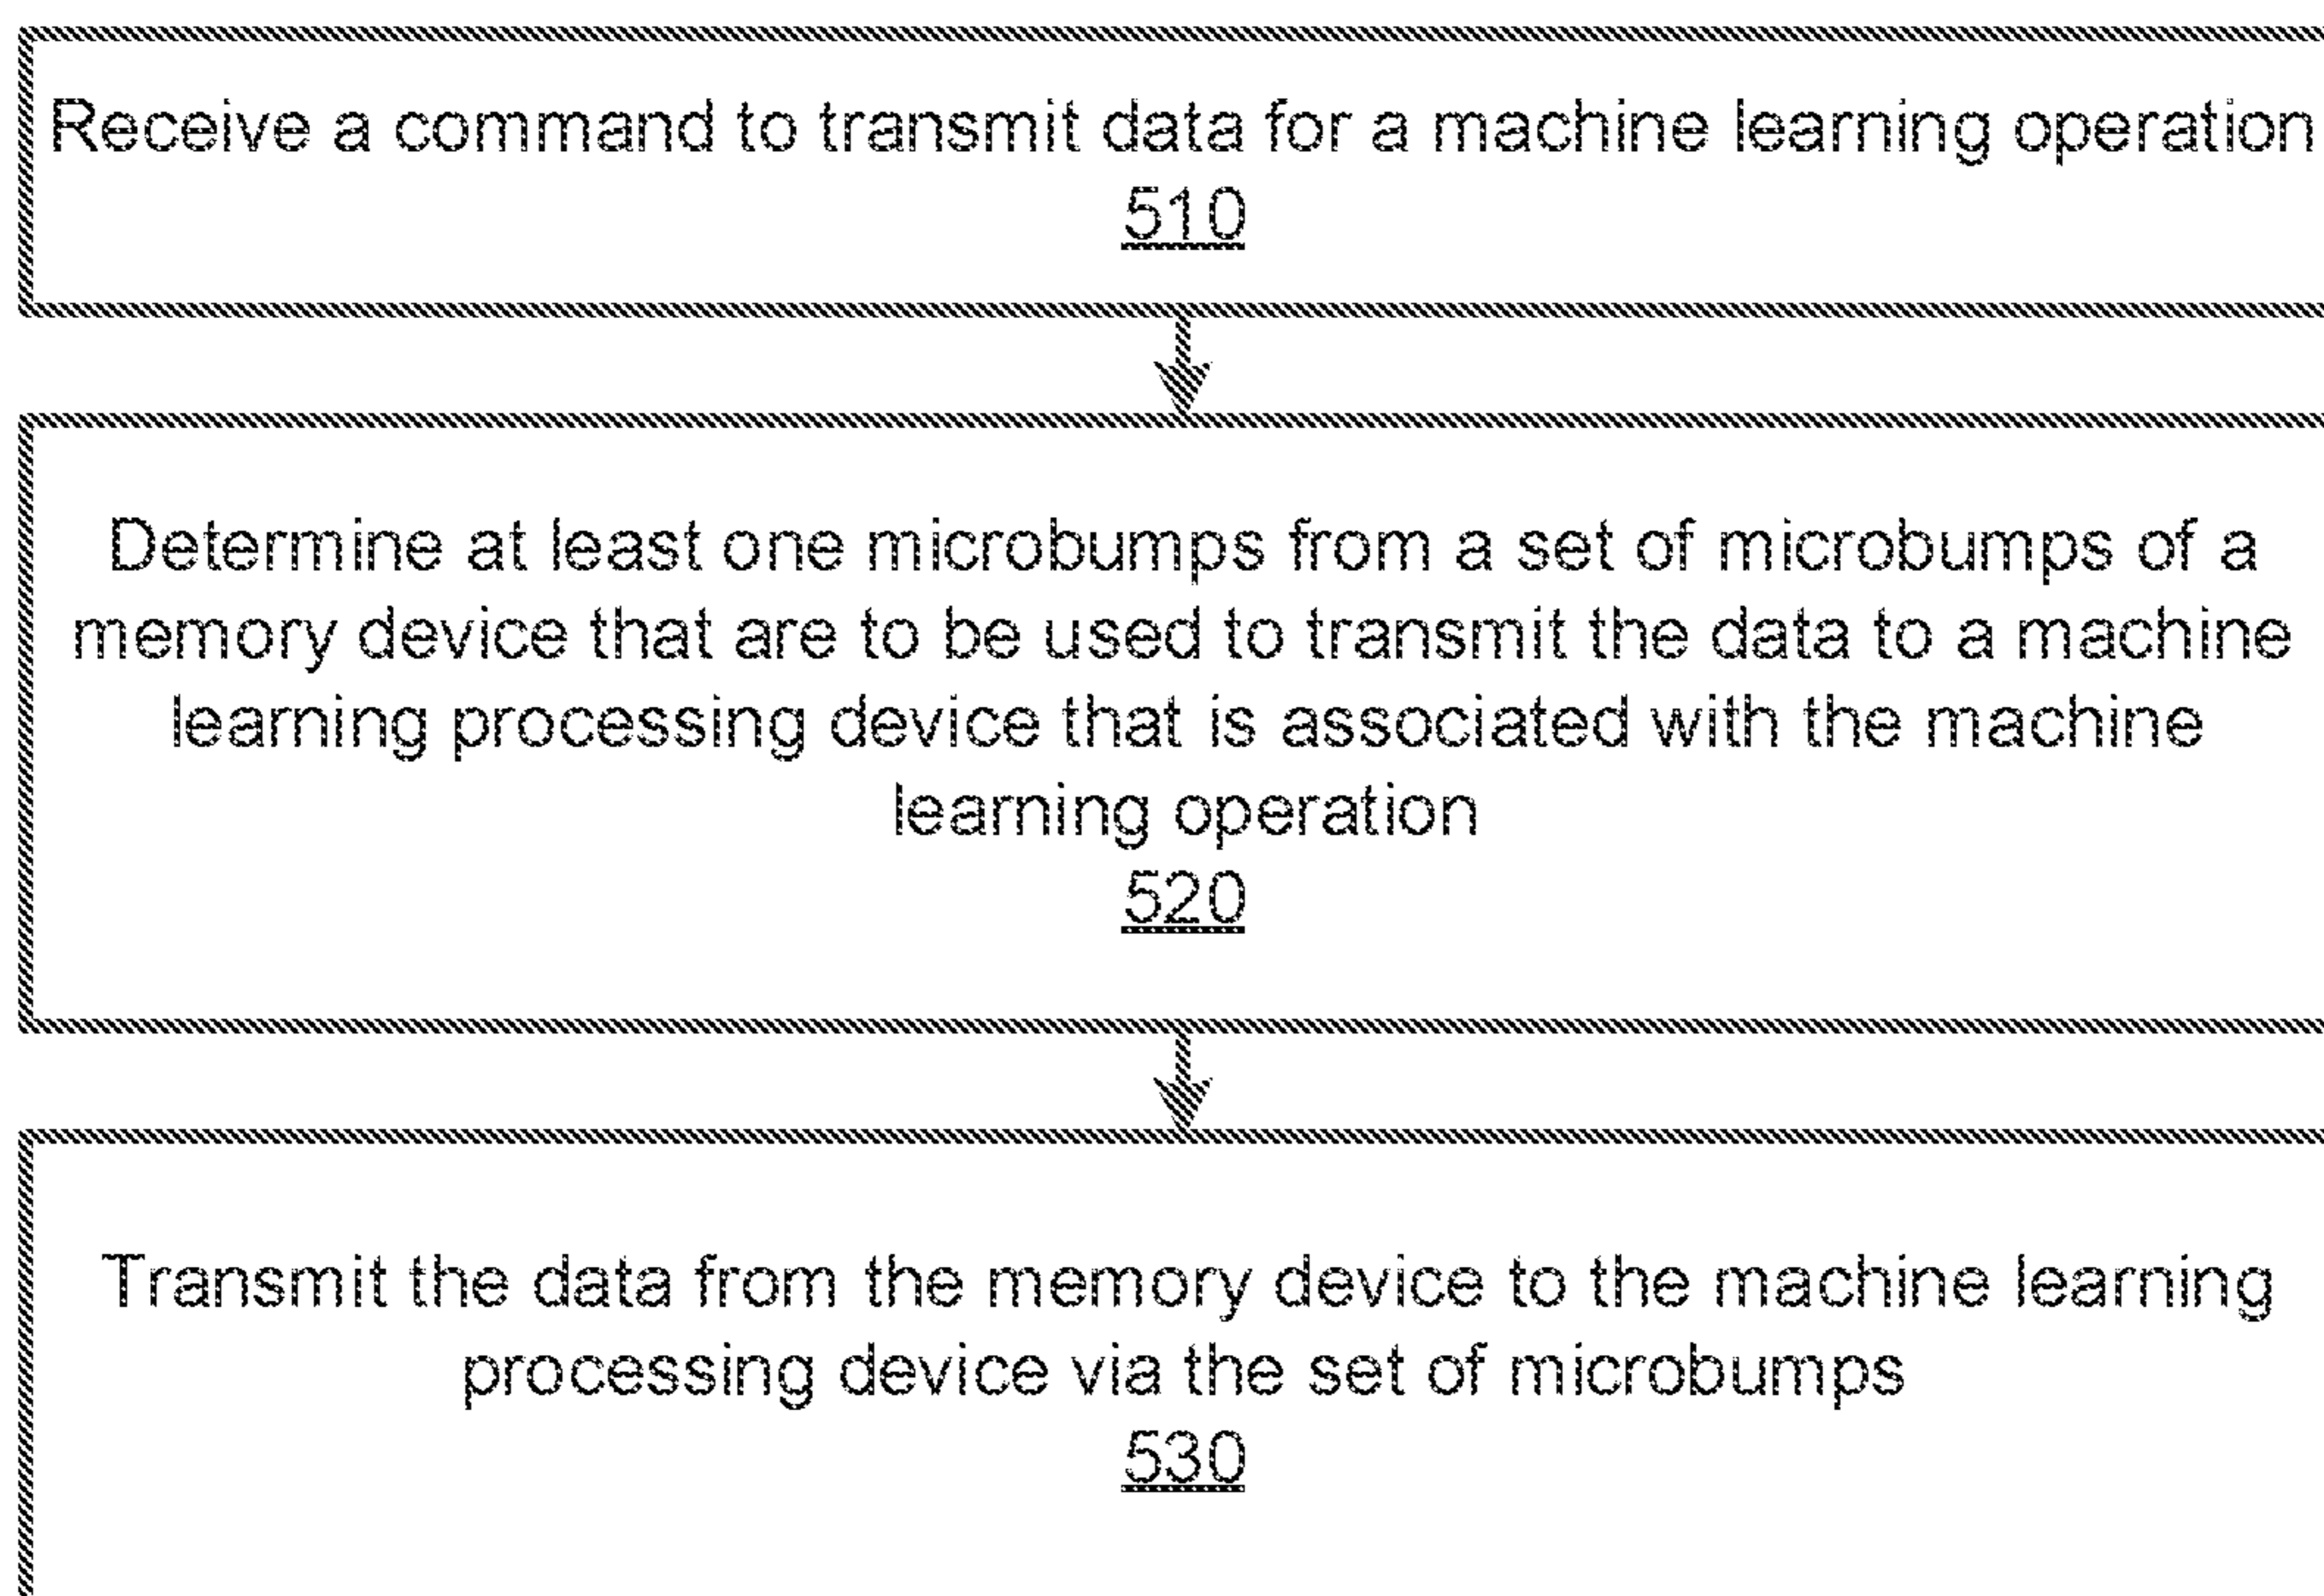 Receive a command to transmit data for a machine learning operation
510
Determine at least one microbumps from a set of microbumps of a
memory device that are to be used to transmit the data to a machine
learning processing device that is associated with the machine
learning operation
520
Transmit the data from the memory device to the machine learning
processing device via the set of microbumps
530